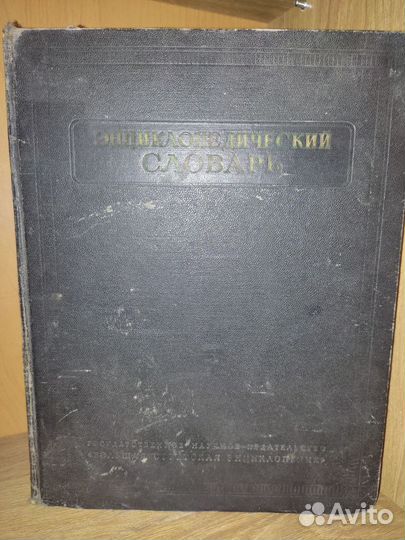 ЭНЦИКЛОПЕДИЧЕСКИЙ
СЛОВАРЬ
ГОСУДАРСТВЕННОЕ НАУЧНОЕ ИЗДАТЕЛЬСТВО
«БОЛЬШАЯ СОВЕТСКАЯ ЭНЦИКЛОПЕДИЯ»
Avito